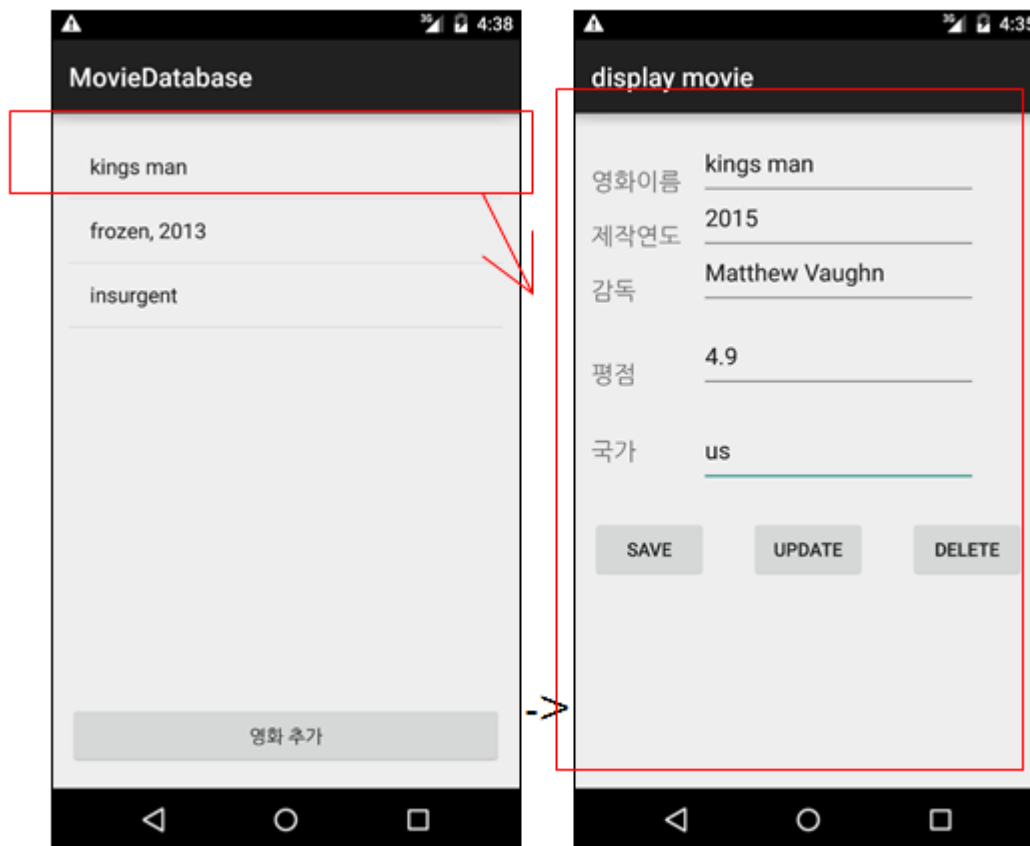 3G 4:38
MovieDatabase
kings man
frozen, 2013
insurgent
영화 추가
->
3G 4:35
display movie
영화이름 kings man
제작연도 2015
감독 Matthew Vaughn
평점 4.9
국가 us
SAVE UPDATE DELETE